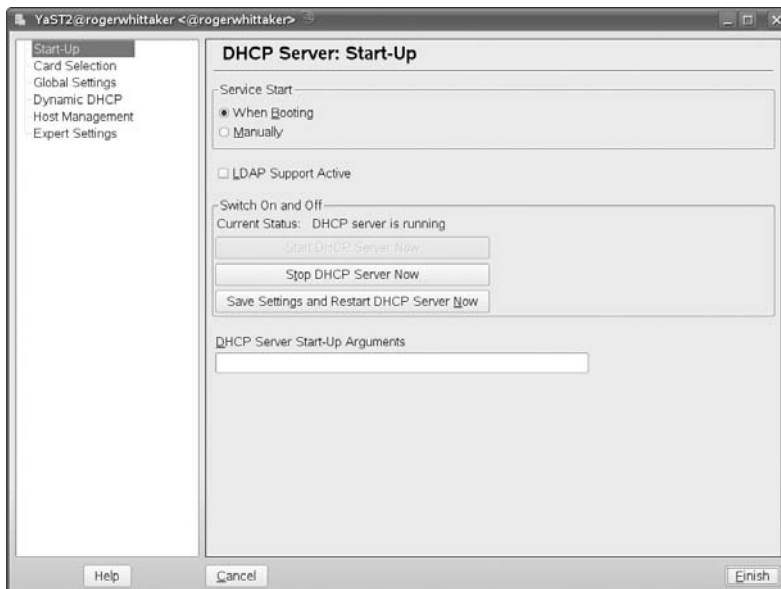 YaST2@rogerwhittaker <@rogerwhittaker>
Start-Up
Card Selection
Global Settings
Dynamic DHCP
Host Management
Expert Settings
DHCP Server: Start-Up
Service Start
When Booting
Manually
LDAP Support Active
Switch On and Off
Current Status: DHCP server is running
Start DHCP Server Now
Stop DHCP Server Now
Save Settings and Restart DHCP Server Now
DHCP Server Start-Up Arguments
Help
Cancel
Finish